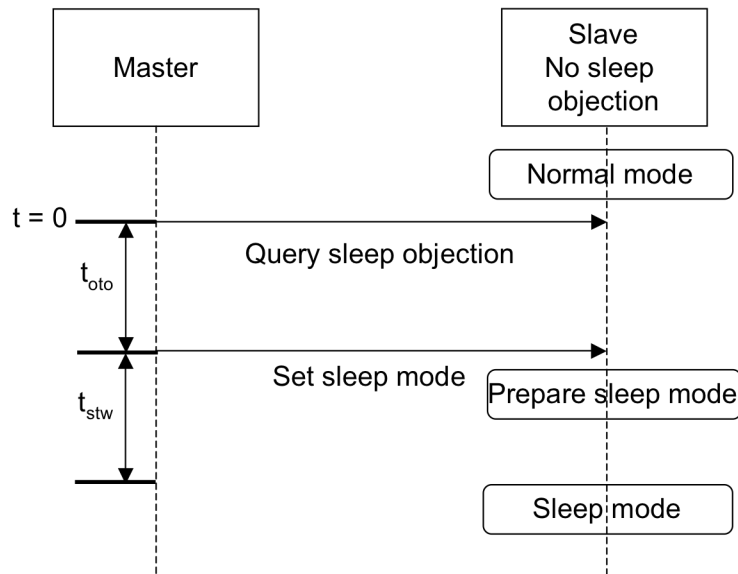 Master
Slave
No sleep
objection
Normal mode
t = 0
Query sleep objection
t_oto
Set sleep mode
Prepare sleep mode
t_stw
Sleep mode